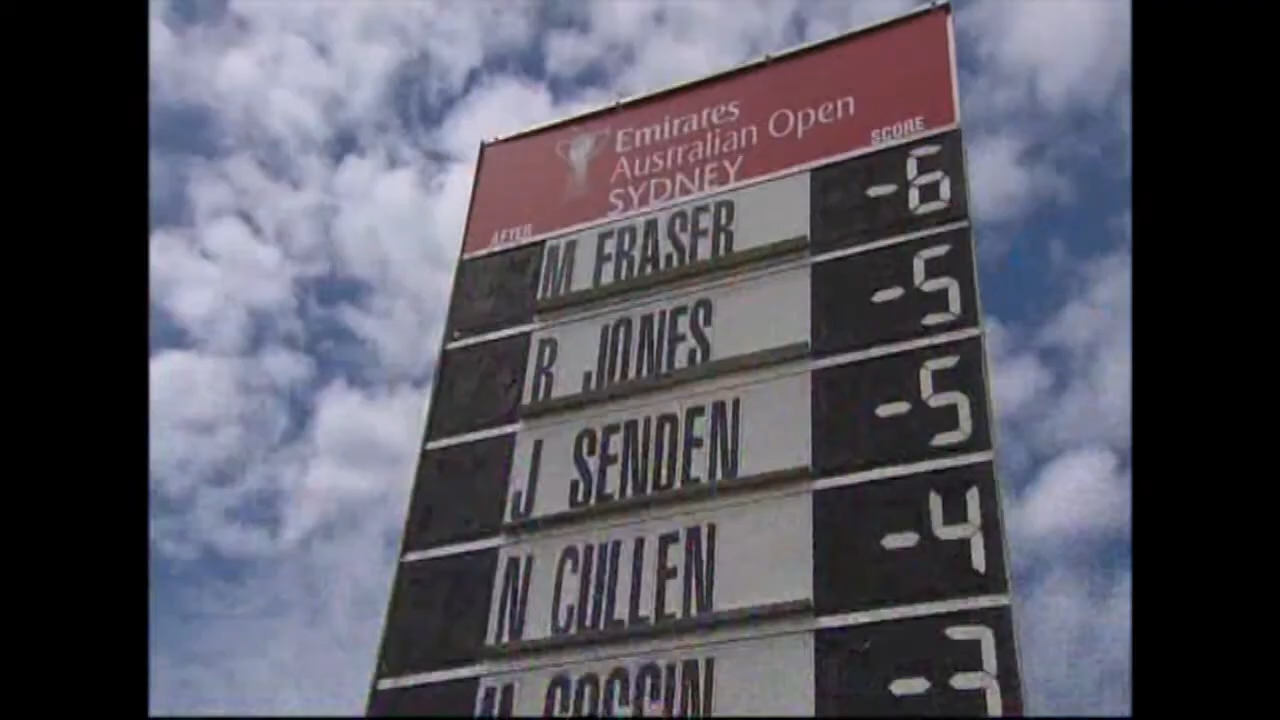 Emirates
Australian Open
SYDNEY
AFTER SCORE
M FRASER -6
R JONES -5
J SENDEN -5
N CULLEN -4
-3